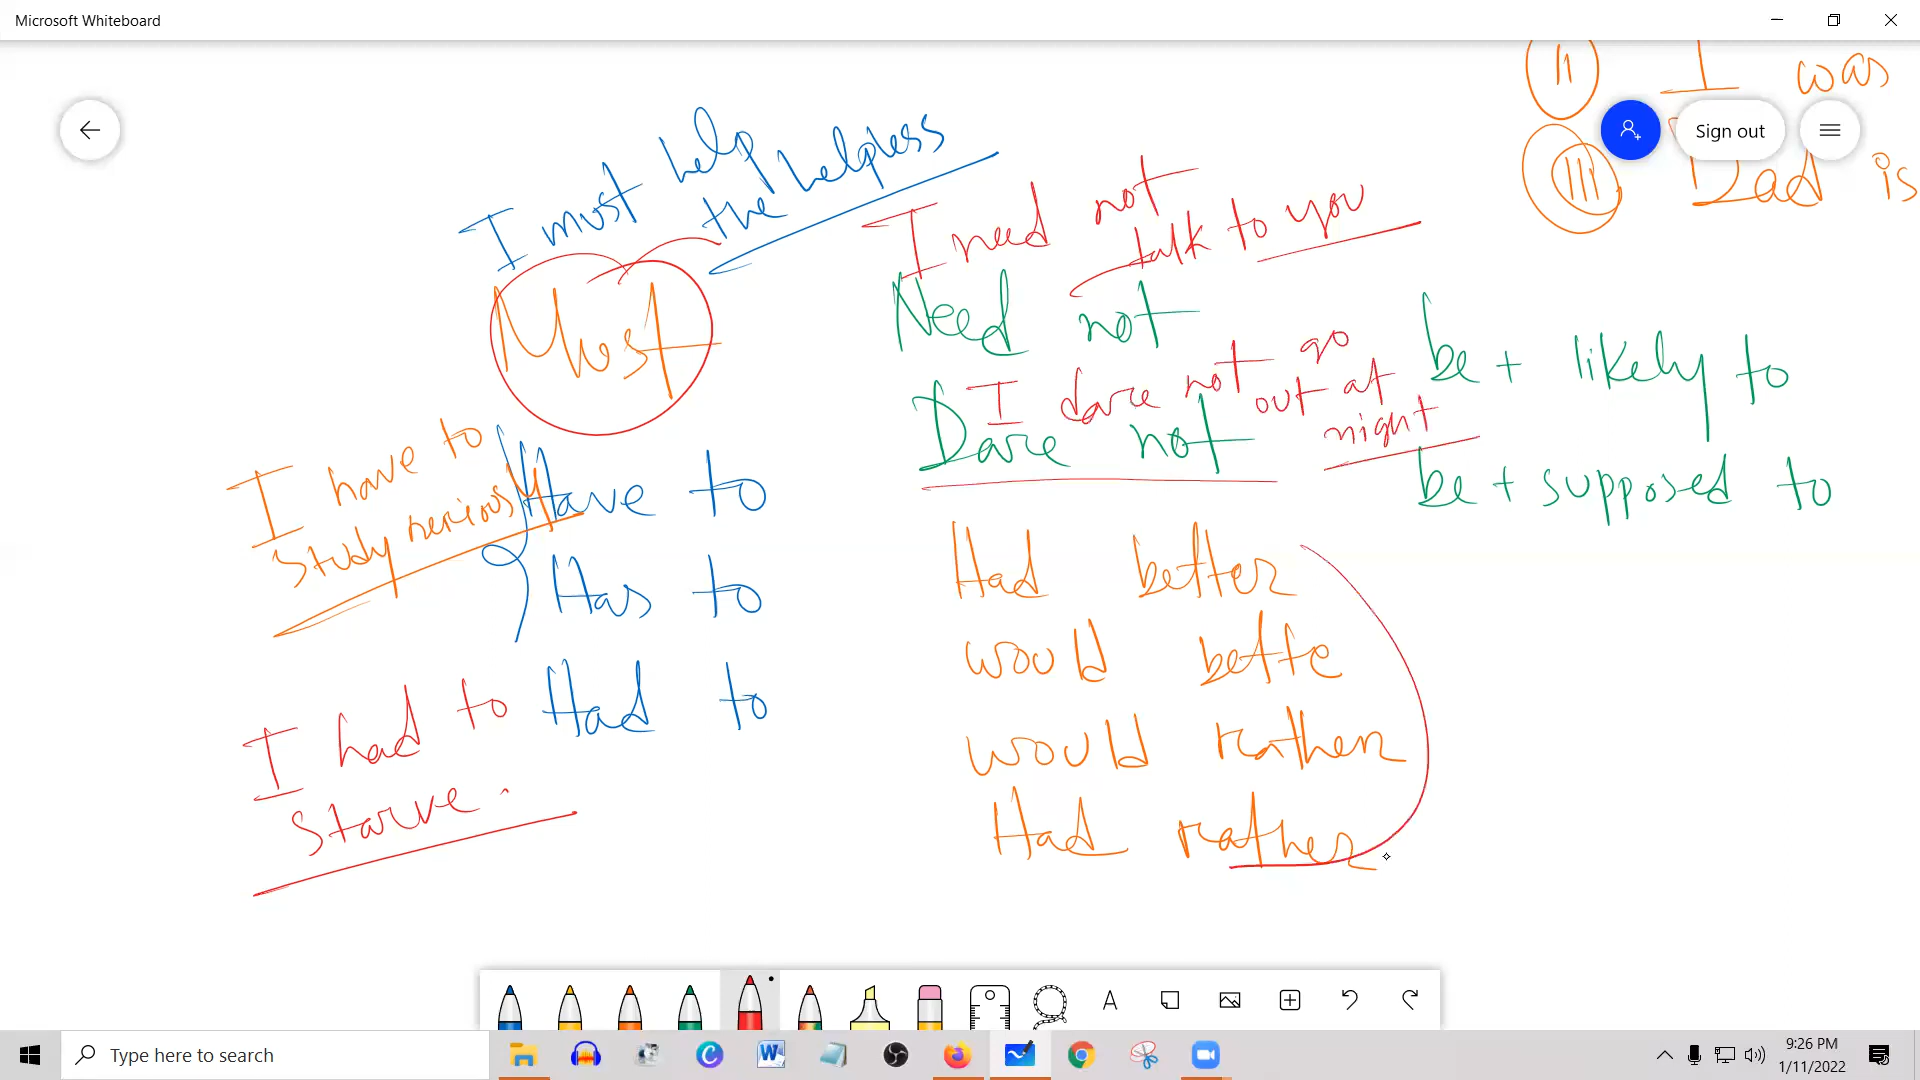 Microsoft Whiteboard
II I was
III Dad is
Sign out
I must help
the helpless
Must
I have to
study seriously
Have to
Has to
Had to
I had to
starve.
I need not
talk to you
Need not
I dare not go
out at
night
Dare not
be + likely to
be + supposed to
Had better
would bette
would rather
Had rather
A
Type here to search
9:26 PM
1/11/2022